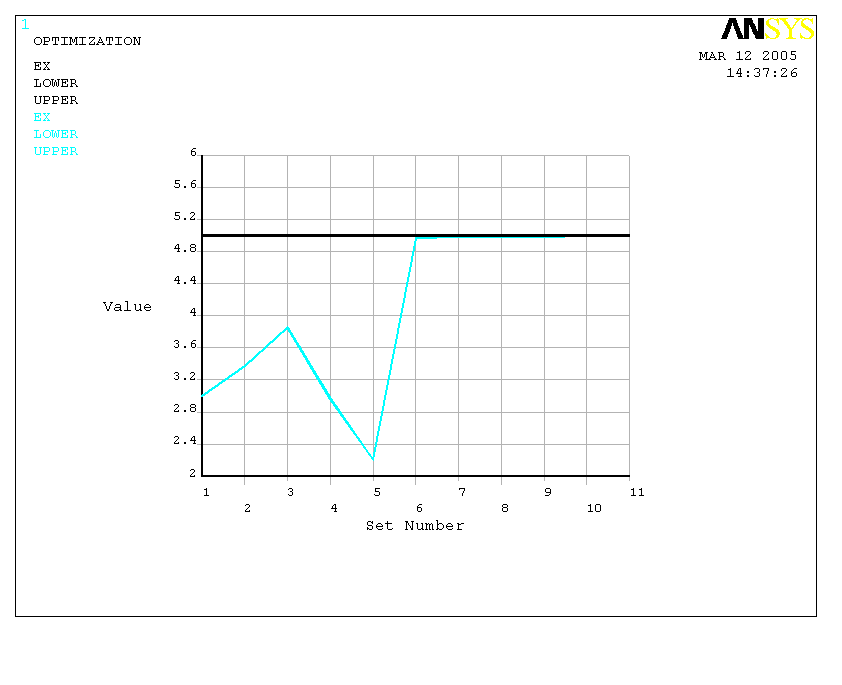 1
OPTIMIZATION
ANSYS
MAR 12 2005
14:37:26
EX
LOWER
UPPER
EX
LOWER
UPPER
6
5.6
5.2
4.8
4.4
4
3.6
3.2
2.8
2.4
2
Value
1 2 3 4 5 6 7 8 9 10 11
Set Number